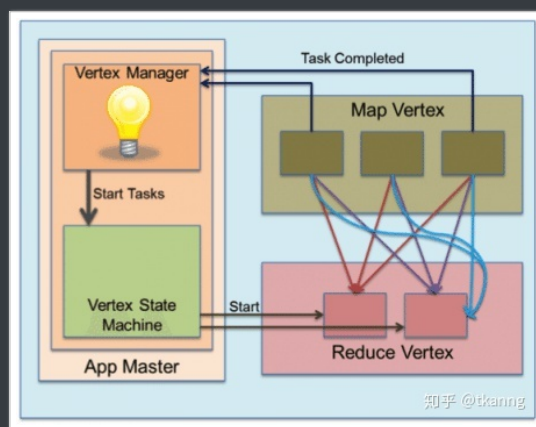 Task Completed
Vertex Manager
Map Vertex
Start Tasks
Vertex State
Machine
Start
Reduce Vertex
App Master
知乎 @tkanng